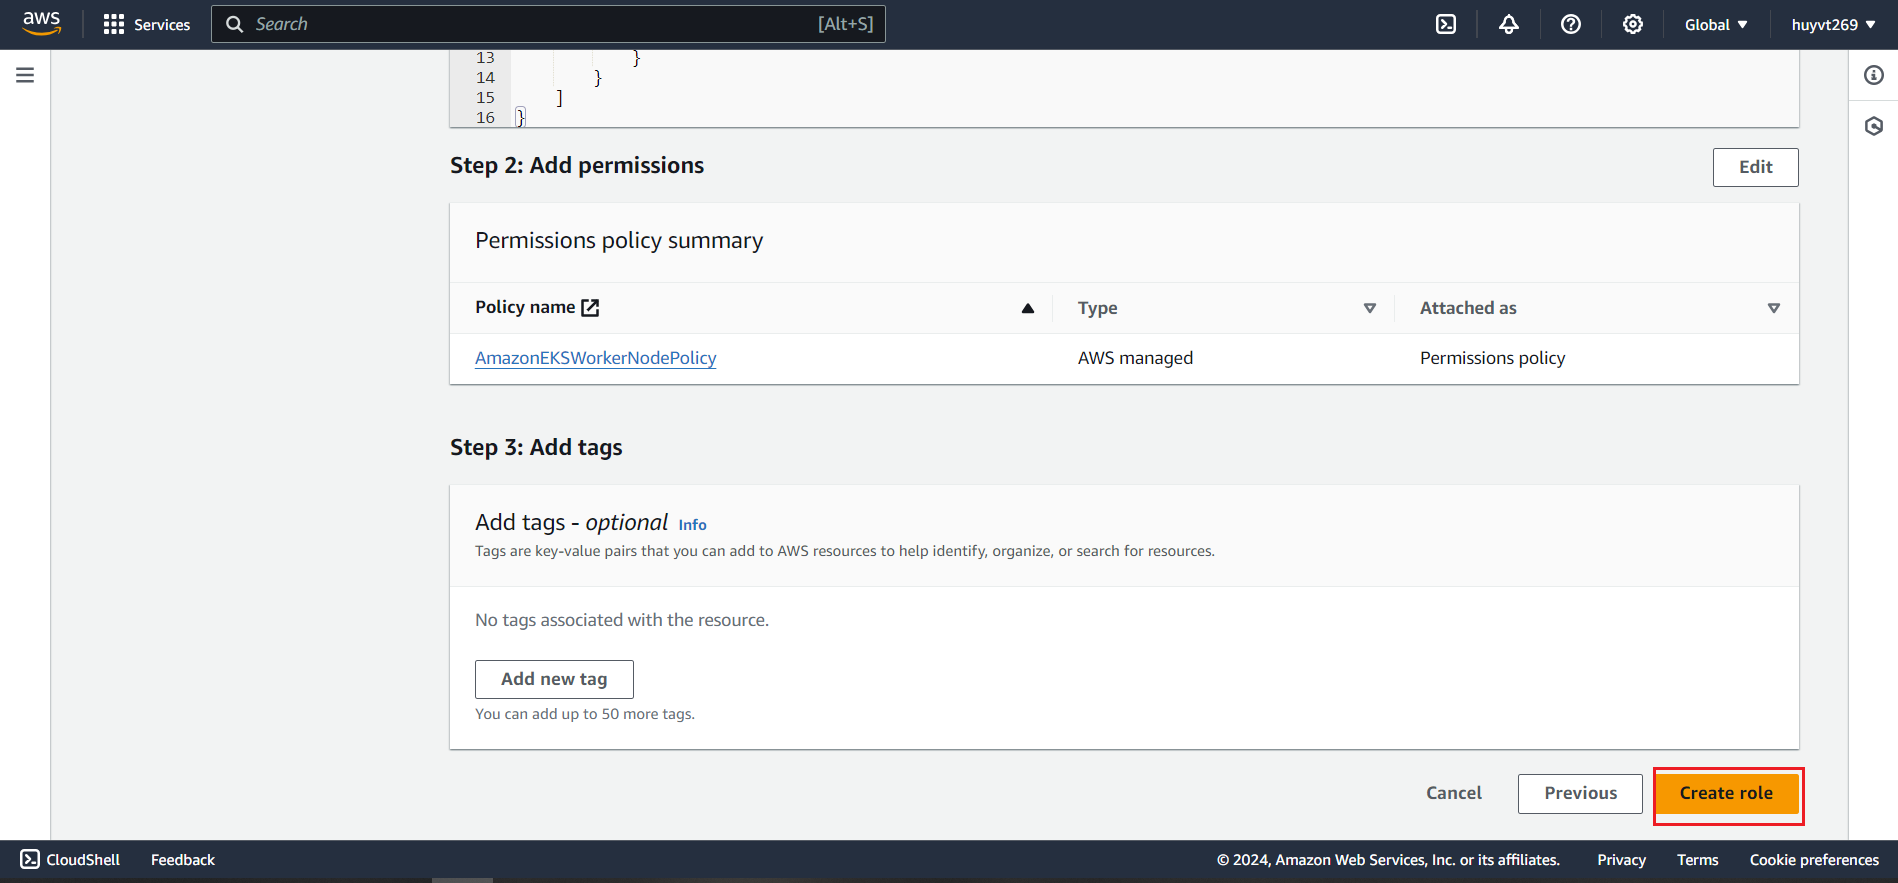 aws
Services
Search [Alt+S]
Global
huyvt269
13 }
14 }
15 ]
16 }
Step 2: Add permissions
Edit
Permissions policy summary
Policy name Type Attached as
AmazonEKSWorkerNodePolicy AWS managed Permissions policy
Step 3: Add tags
Add tags - optional Info
Tags are key-value pairs that you can add to AWS resources to help identify, organize, or search for resources.
No tags associated with the resource.
Add new tag
You can add up to 50 more tags.
Cancel Previous Create role
CloudShell Feedback © 2024, Amazon Web Services, Inc. or its affiliates. Privacy Terms Cookie preferences